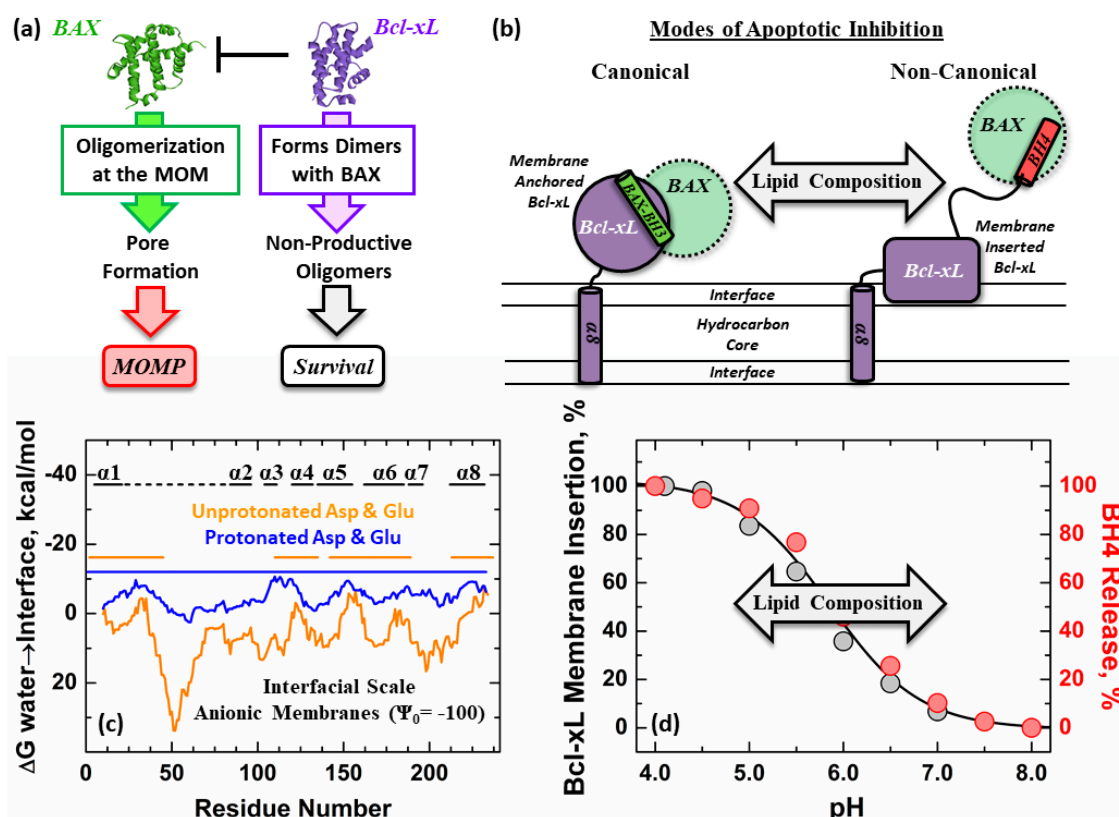 (a)
BAX
Bcl-xL
Oligomerization
at the MOM
Forms Dimers
with BAX
Pore
Formation
Non-Productive
Oligomers
MOMP
Survival
(b)
Modes of Apoptotic Inhibition
Canonical
Non-Canonical
Membrane
Anchored
Bcl-xL
Bcl-xL
BAX-BH3
BAX
Lipid Composition
BAX
BH4
Membrane
Inserted
Bcl-xL
Bcl-xL
Interface
Hydrocarbon
Core
Interface
α8
α8
ΔG water→Interface, kcal/mol
-40
-20
0
20
α1
α2
α3
α4
α5
α6
α7
α8
Unprotonated Asp & Glu
Protonated Asp & Glu
Interfacial Scale
Anionic Membranes (Ψ₀= -100)
(c)
0
50
100
150
200
Residue Number
Bcl-xL Membrane Insertion, %
100
80
60
40
20
0
Lipid Composition
(d)
100
80
60
40
20
0
BH4 Release, %
4.0
5.0
6.0
7.0
8.0
pH